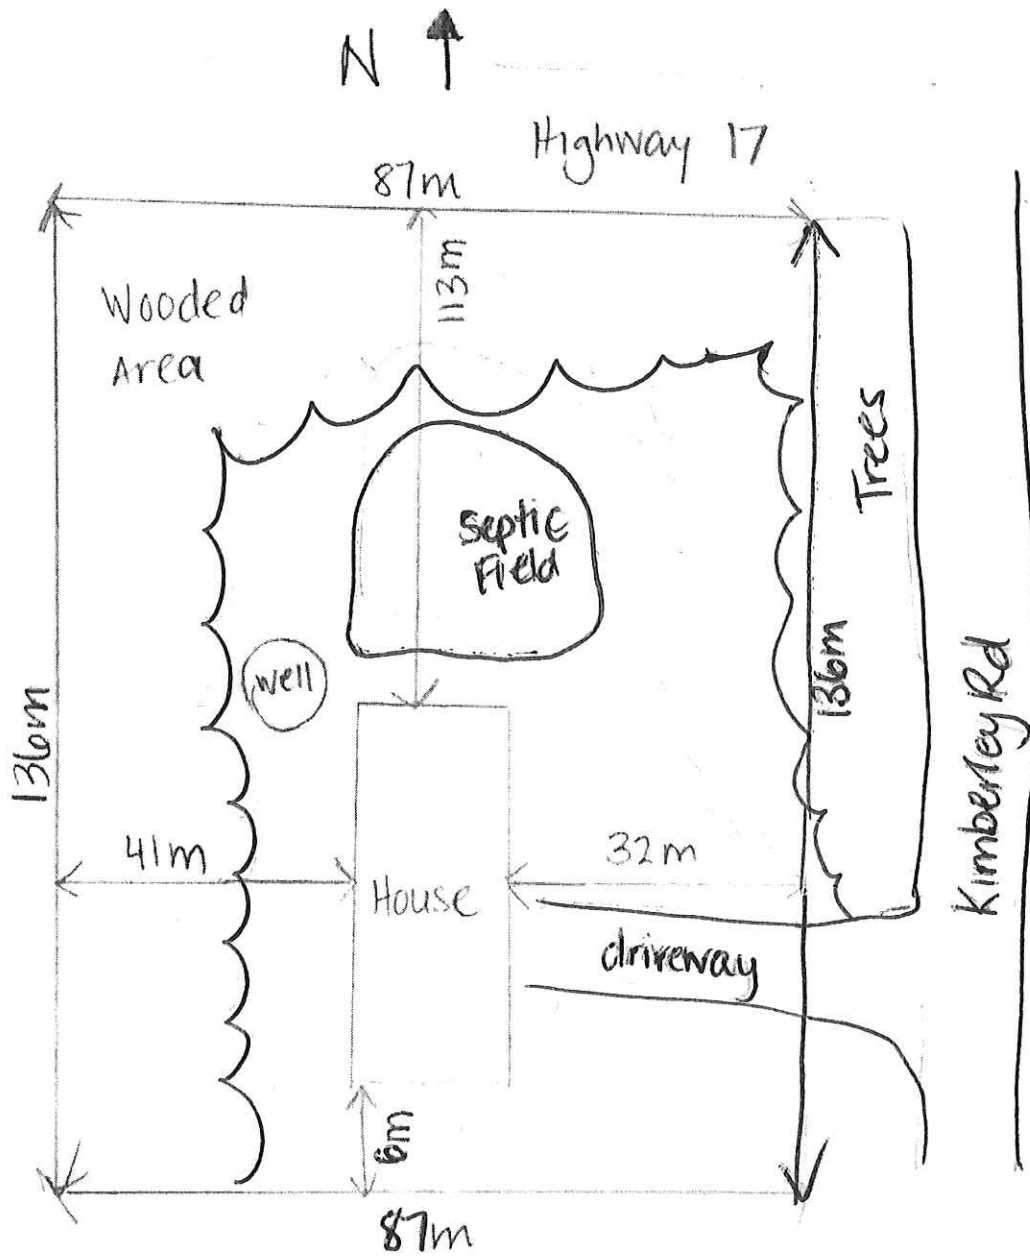 N
Highway 17
87m
113m
Wooded
Area
Trees
Septic
Field
well
136m
136m
Kimberley Rd
41m
32m
House
driveway
6m
87m